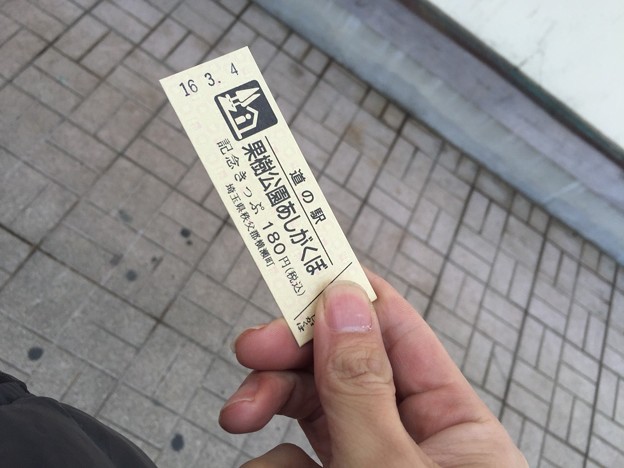 16 3. 4
道の駅
果樹公園あしがくぼ
記念きっぷ 180円(税込)
埼玉県秩父郡横瀬町